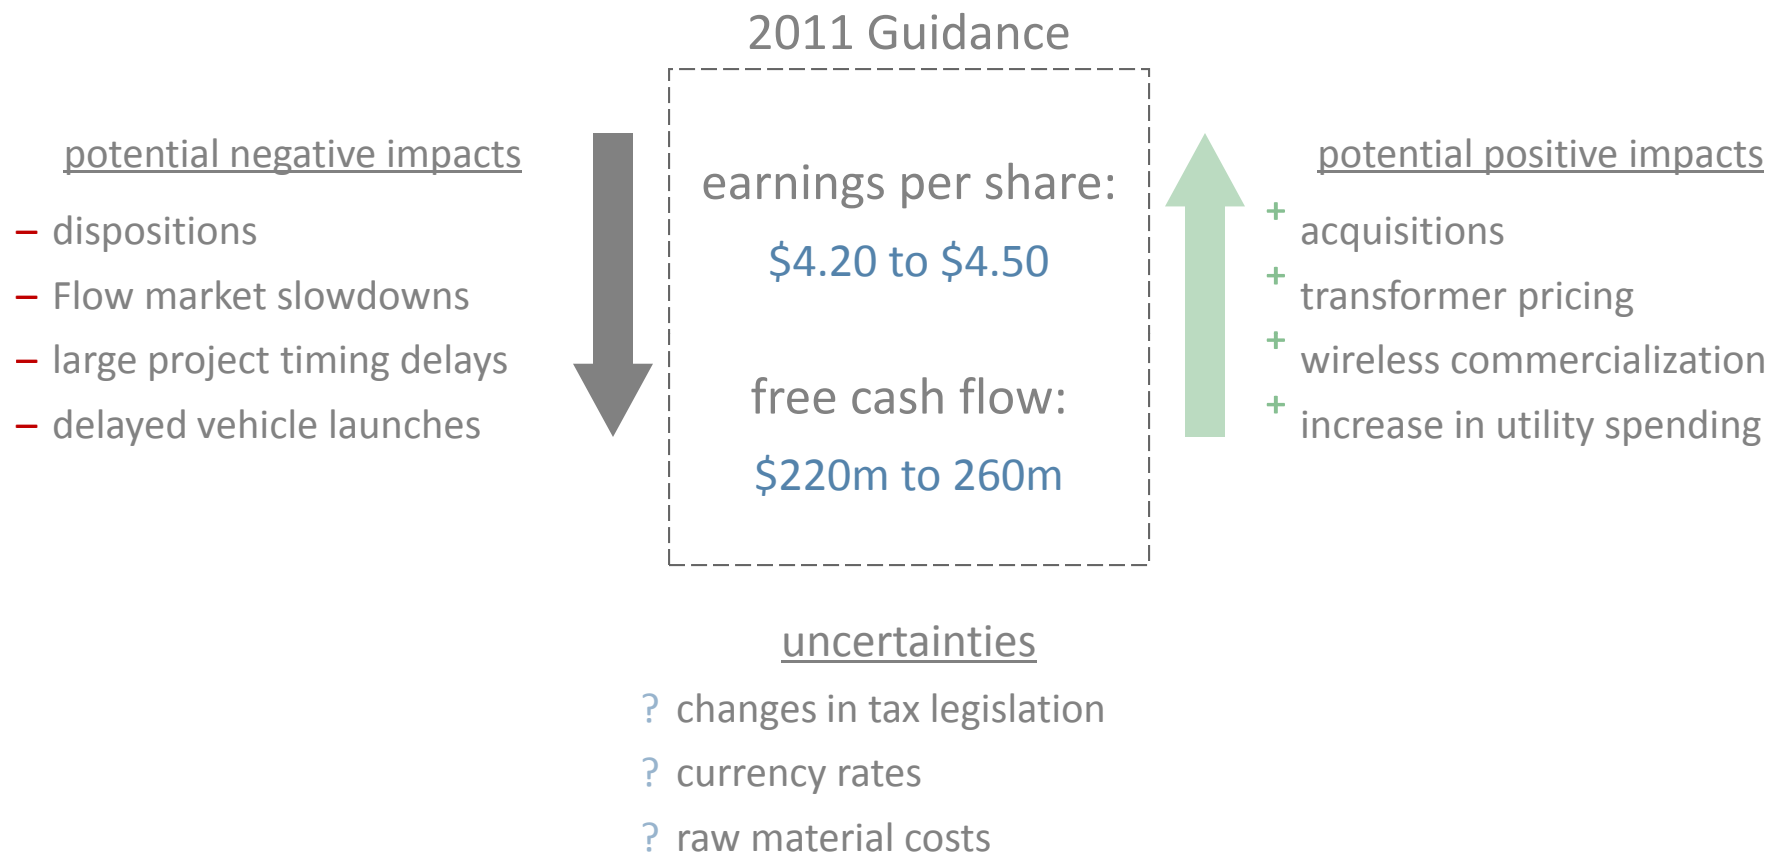 2011 Guidance
potential negative impacts
– dispositions
– Flow market slowdowns
– large project timing delays
– delayed vehicle launches
earnings per share:
$4.20 to $4.50
free cash flow:
$220m to 260m
potential positive impacts
+ acquisitions
+ transformer pricing
+ wireless commercialization
+ increase in utility spending
uncertainties
? changes in tax legislation
? currency rates
? raw material costs